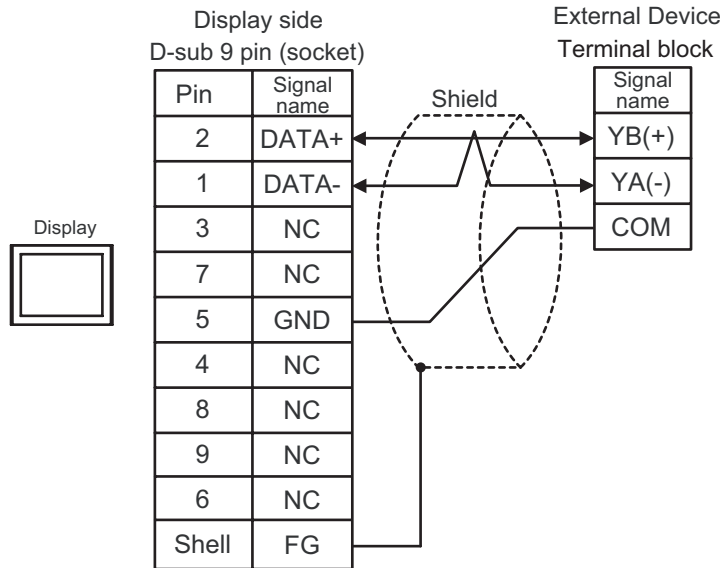 Display side
D-sub 9 pin (socket)
External Device
Terminal block
Pin Signal name
Shield
Signal name
2 DATA+
YB(+)
1 DATA-
YA(-)
3 NC
COM
Display
7 NC
5 GND
4 NC
8 NC
9 NC
6 NC
Shell FG